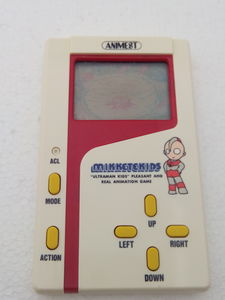 ANIMEST
ACL
MIKKETEKIDS
"ULTRAMAN KIDS" PLEASANT AND
REAL ANIMATION GAME
MODE
UP
LEFT
RIGHT
ACTION
DOWN